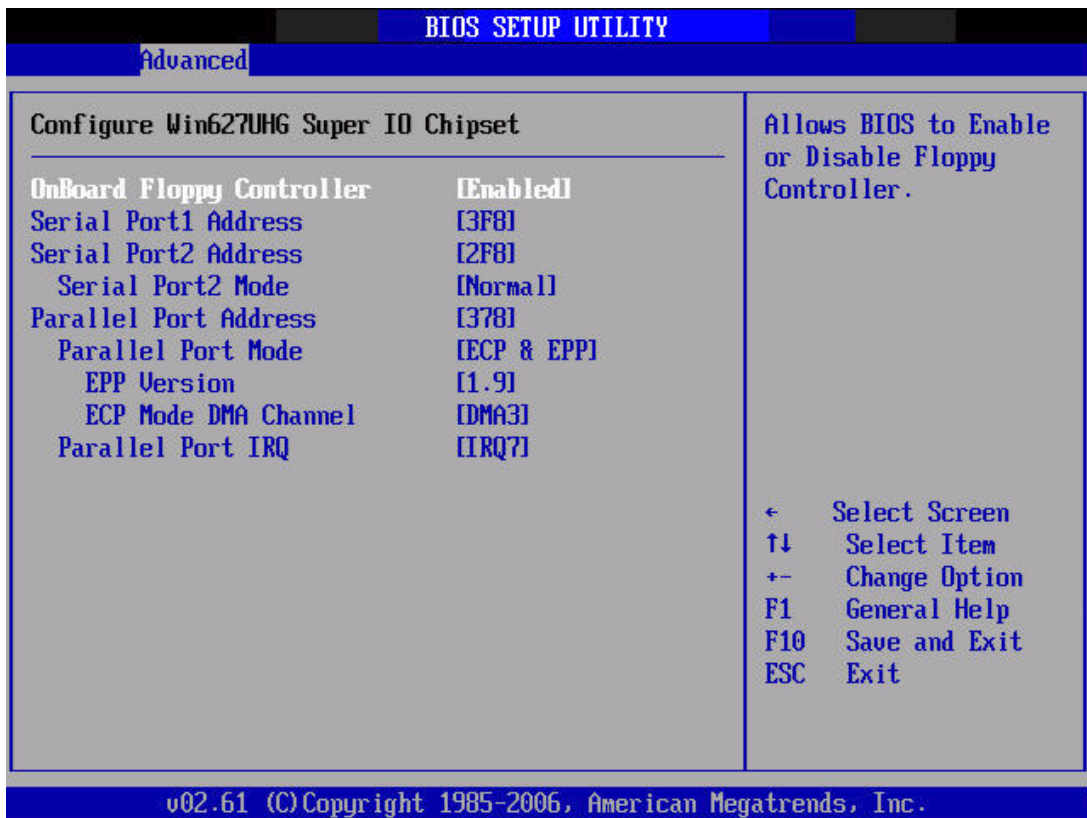 BIOS SETUP UTILITY
Advanced
Configure Win627UHG Super IO Chipset
OnBoard Floppy Controller [Enabled]
Serial Port1 Address [3F8]
Serial Port2 Address [2F8]
Serial Port2 Mode [Normal]
Parallel Port Address [378]
Parallel Port Mode [ECP & EPP]
EPP Version [1.9]
ECP Mode DMA Channel [DMA3]
Parallel Port IRQ [IRQ7]
Allows BIOS to Enable
or Disable Floppy
Controller.
← Select Screen
↑↓ Select Item
+- Change Option
F1 General Help
F10 Save and Exit
ESC Exit
v02.61 (C)Copyright 1985-2006, American Megatrends, Inc.